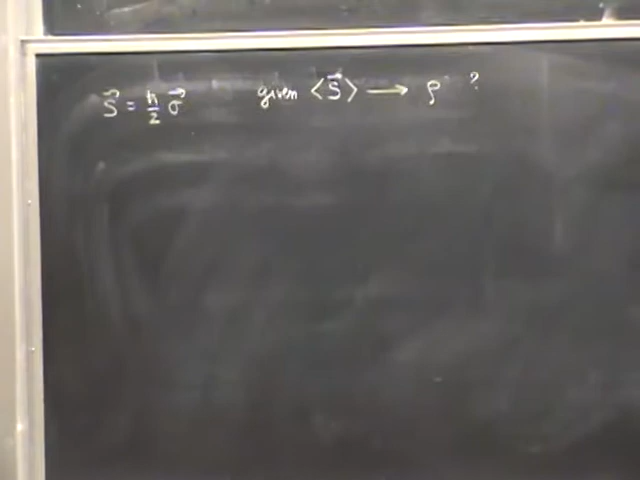 S⃗ = ħ/2 σ⃗ given <S⃗> ⟶ ρ ?